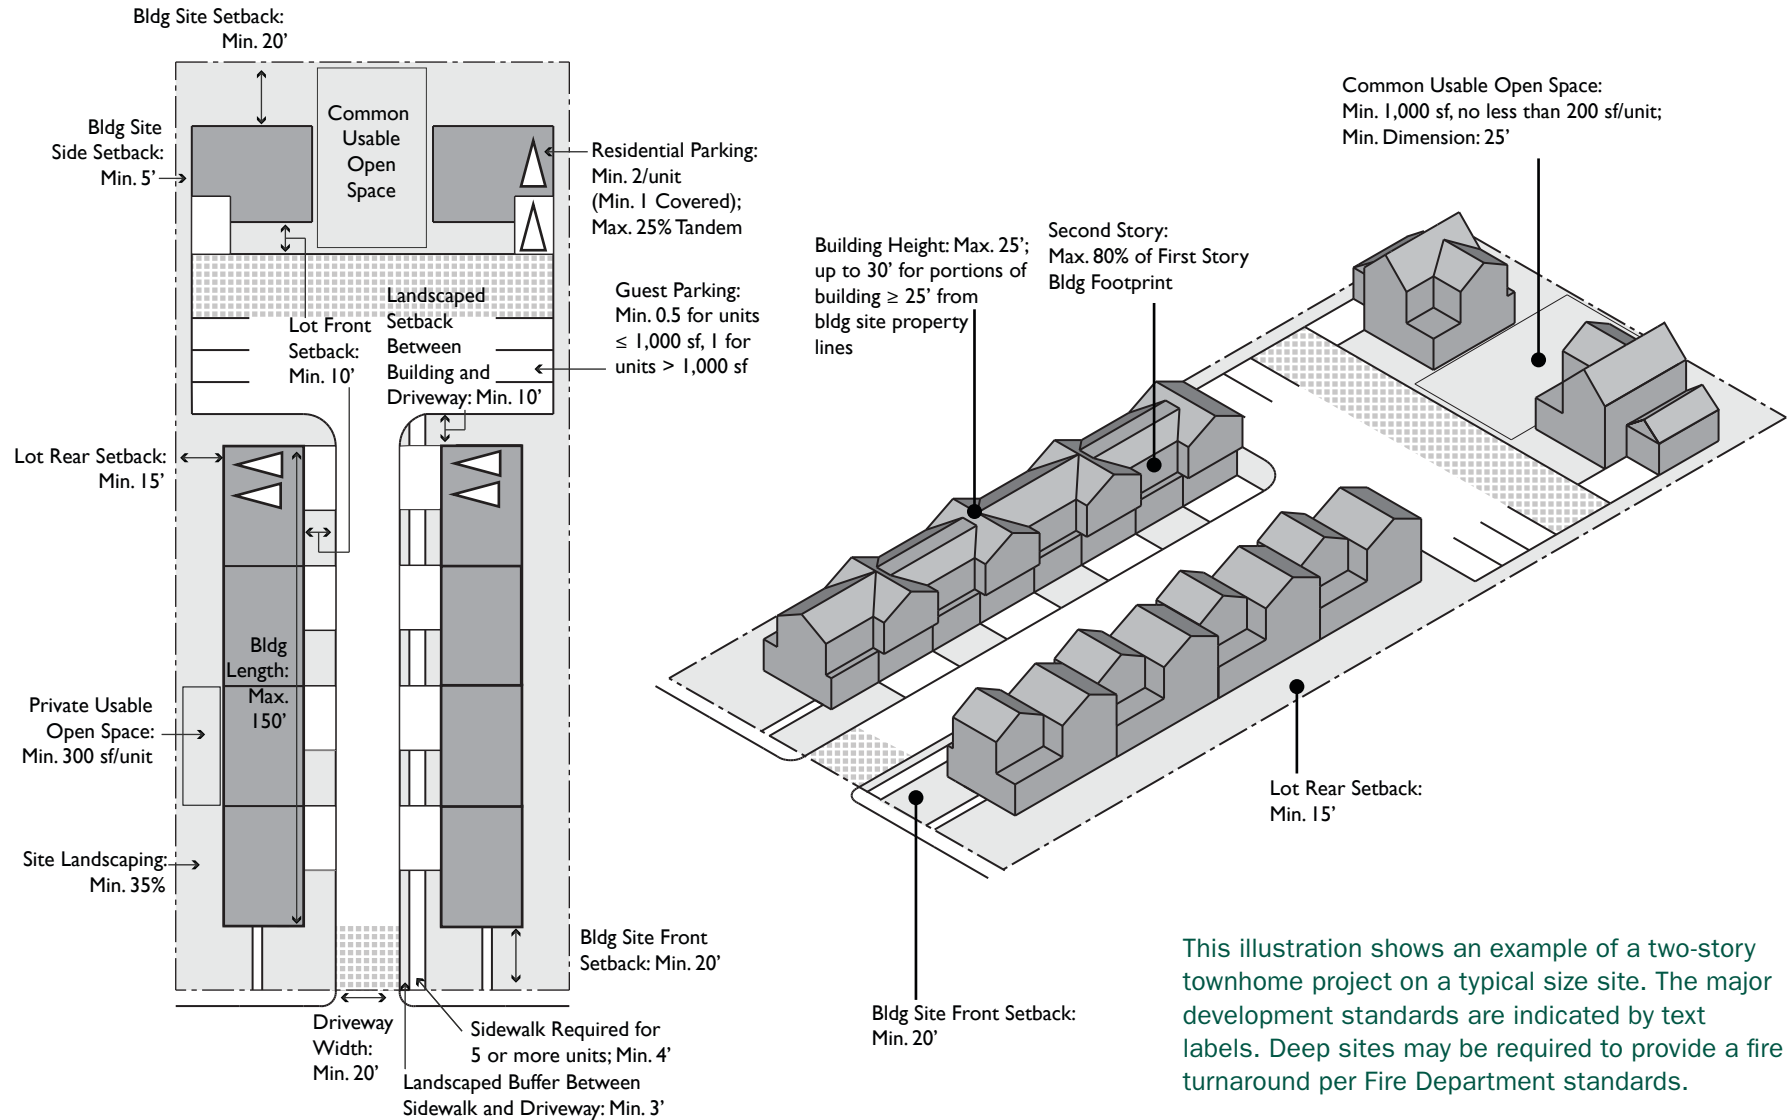 Bldg Site Setback:
Min. 20’
Common
Usable
Open
Space
Bldg Site
Side Setback:
Min. 5’
Residential Parking:
Min. 2/unit
(Min. 1 Covered);
Max. 25% Tandem
Guest Parking:
Min. 0.5 for units
≤ 1,000 sf, 1 for
units > 1,000 sf
Landscaped
Setback
Between
Building and
Driveway: Min. 10’
Lot Front
Setback:
Min. 10’
Lot Rear Setback:
Min. 15’
Bldg
Length:
Max.
150’
Private Usable
Open Space:
Min. 300 sf/unit
Site Landscaping:
Min. 35%
Bldg Site Front
Setback: Min. 20’
Driveway
Width:
Min. 20’
Sidewalk Required for
5 or more units; Min. 4’
Landscaped Buffer Between
Sidewalk and Driveway: Min. 3’
Building Height: Max. 25’;
up to 30’ for portions of
building ≥ 25’ from
bldg site property
lines
Second Story:
Max. 80% of First Story
Bldg Footprint
Common Usable Open Space:
Min. 1,000 sf, no less than 200 sf/unit;
Min. Dimension: 25’
Lot Rear Setback:
Min. 15’
Bldg Site Front Setback:
Min. 20’
This illustration shows an example of a two-story
townhome project on a typical size site. The major
development standards are indicated by text
labels. Deep sites may be required to provide a fire
turnaround per Fire Department standards.